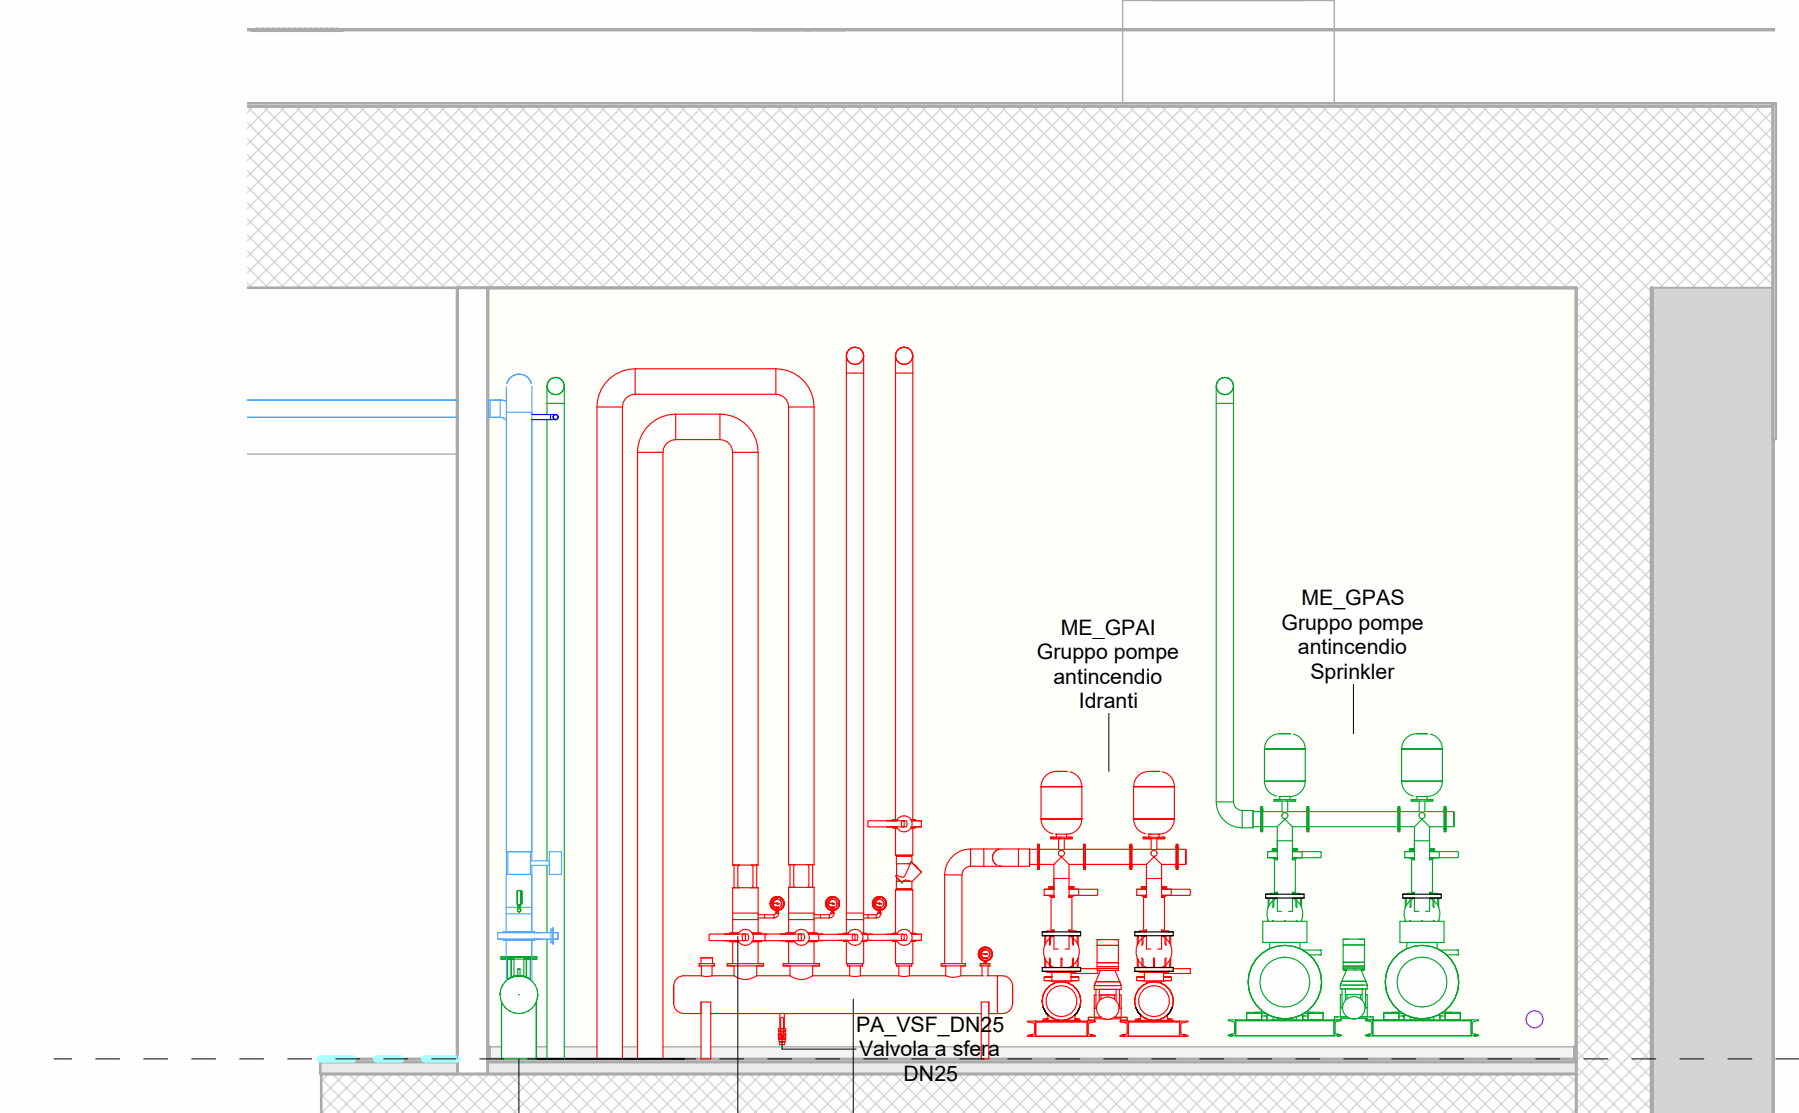 ME_GPAS
Gruppo pompe
antincendio
Sprinkler
ME_GPAI
Gruppo pompe
antincendio
Idranti
PA_VSF_DN25
Valvola a sfera
DN25